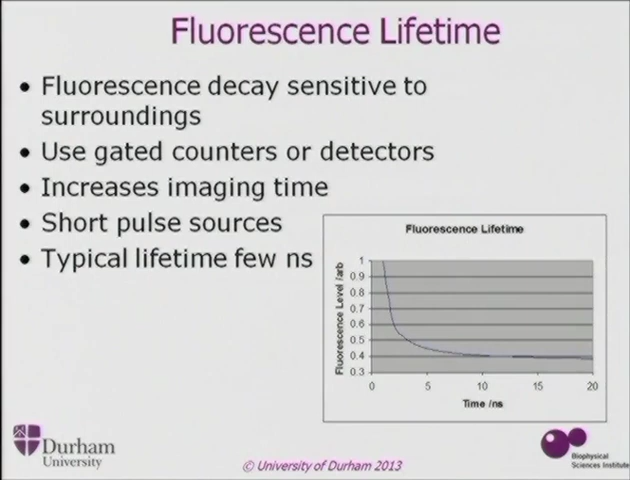 Fluorescence Lifetime
• Fluorescence decay sensitive to
surroundings
• Use gated counters or detectors
• Increases imaging time
• Short pulse sources
• Typical lifetime few ns
Fluorescence Lifetime
Fluorescence Level /arb
1
0.9
0.8
0.7
0.6
0.5
0.4
0.3
0 5 10 15 20
Time /ns
Durham
University
© University of Durham 2013
Biophysical
Sciences Institute